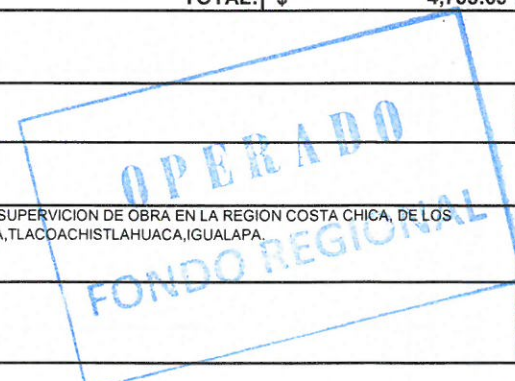 TOTAL: $
OPERADO
SUPERVICION DE OBRA EN LA REGION COSTA CHICA, DE LOS
A,TLACOACHISTLAHUACA,IGUALAPA.
FONDO REGIONAL